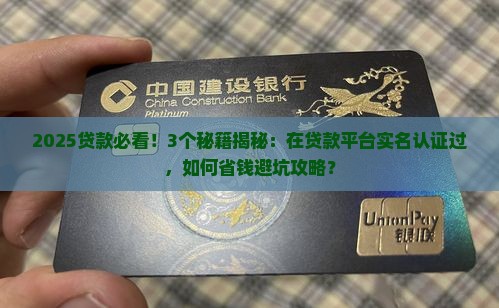 中国建设银行
China Construction Bank
Platinum
2025贷款必看！3个秘籍揭秘：在贷款平台实名认证过
，如何省钱避坑攻略？
UnionPay
银联